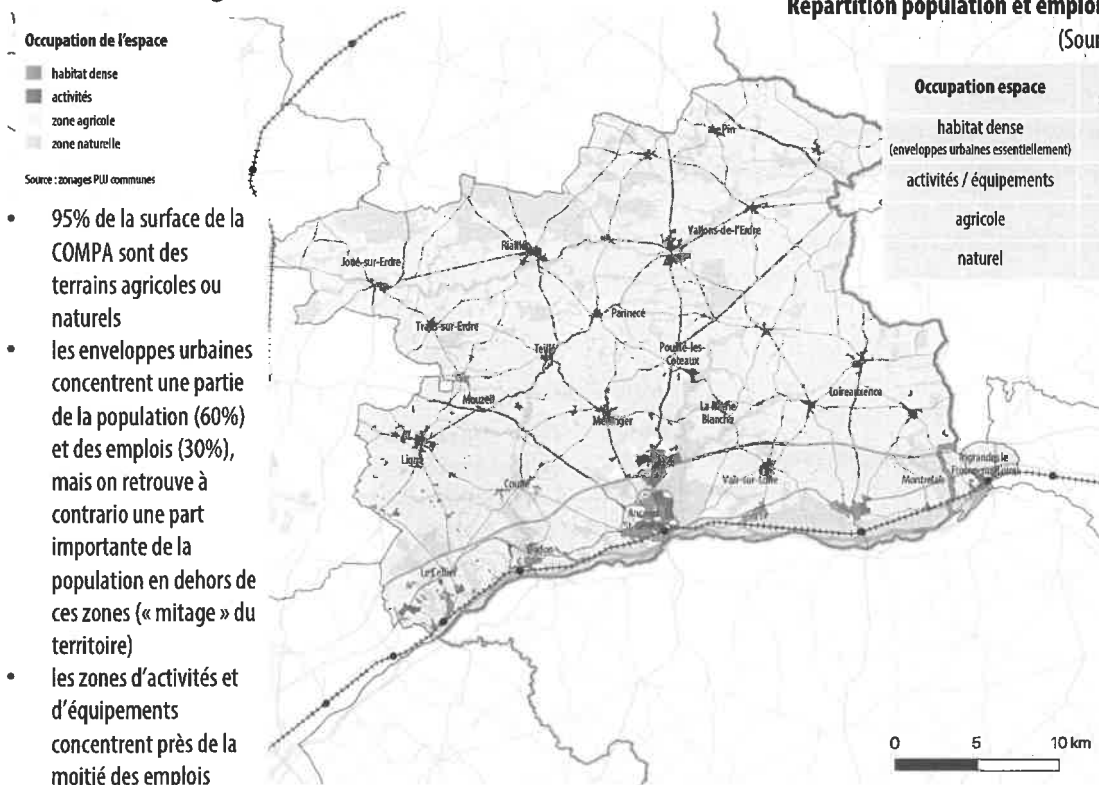 Répartition population et emploi
(Sour
Occupation de l'espace
habitat dense
activités
zone agricole
zone naturelle
Source : zonages PLU communes
• 95% de la surface de la
COMPA sont des
terrains agricoles ou
naturels
• les enveloppes urbaines
concentrent une partie
de la population (60%)
et des emplois (30%),
mais on retrouve à
contrario une part
importante de la
population en dehors de
ces zones (« mitage » du
territoire)
• les zones d'activités et
d'équipements
concentrent près de la
moitié des emplois
Occupation espace
habitat dense
(enveloppes urbaines essentiellement)
activités / équipements
agricole
naturel
Pin
Vallons-de-l'Erdre
Riaillé
Joué-sur-Erdre
Trans-sur-Erdre
Pannecé
Teillé
Pouillé-les-
Coteaux
Mouzeil
Mésanger
La Roche
Blanche
Loireauxence
Ligné
Couffé
Vair-sur-Loire
Montrelais
Ingrandes-le
Ancenis
Oudon
Le Cellier
0 5 10 km